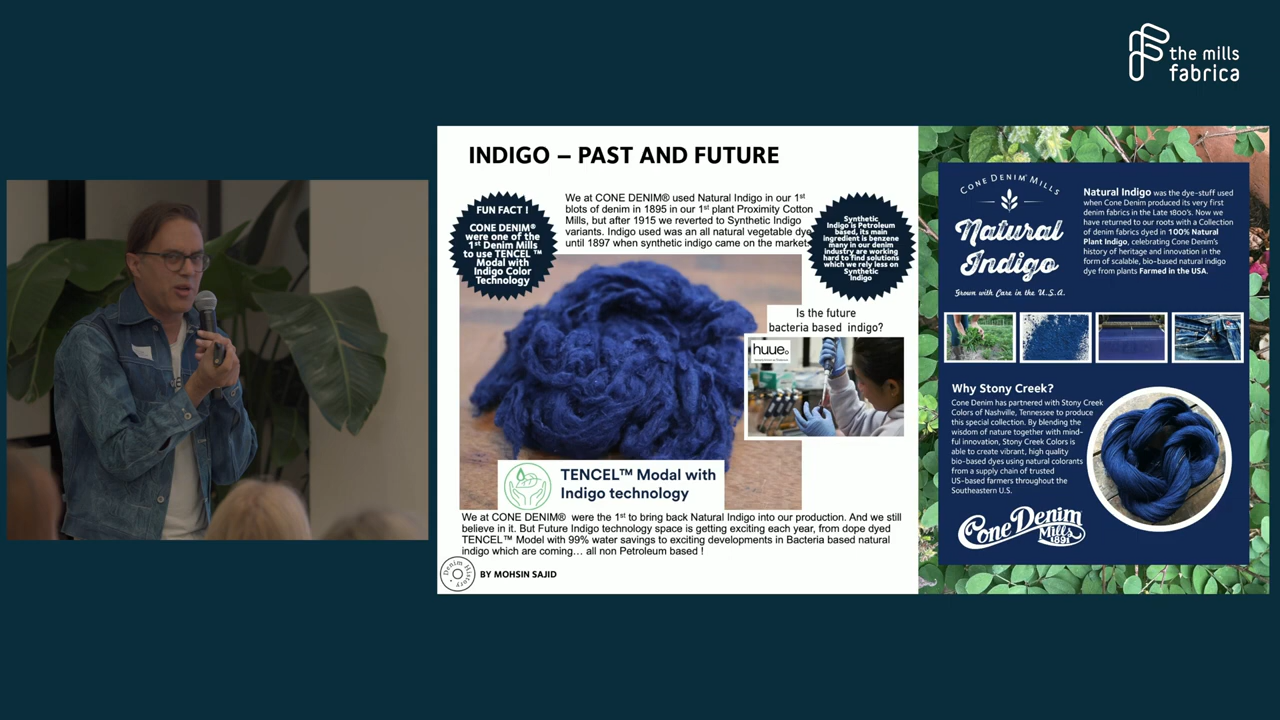 the mills
fabrica
INDIGO – PAST AND FUTURE
FUN FACT !
CONE DENIM®
were one of the
1st Denim Mills
to use TENCEL ™
Modal with
Indigo Color
Technology
We at CONE DENIM® used Natural Indigo in our 1st
blots of denim in 1895 in our 1st plant Proximity Cotton
Mills, but after 1915 we reverted to Synthetic Indigo
variants. Indigo used was an all natural vegetable dye
until 1897 when synthetic indigo came on the market
Synthetic
Indigo is Petroleum
based, its main
ingredient is benzene
many in our denim
industry are working
hard to find solutions
which we rely less on
Synthetic
Indigo
Is the future
bacteria based indigo?
huue.
TENCEL™ Modal with
Indigo technology
We at CONE DENIM® were the 1st to bring back Natural Indigo into our production. And we still
believe in it. But Future Indigo technology space is getting exciting each year, from dope dyed
TENCEL™ Model with 99% water savings to exciting developments in Bacteria based natural
indigo which are coming… all non Petroleum based !
Denim History
BY MOHSIN SAJID
CONE DENIM® MILLS
Natural
Indigo
Grown with Care in the U.S.A.
Natural Indigo was the dye-stuff used
when Cone Denim produced its very first
denim fabrics in the Late 1800's. Now we
have returned to our roots with a Collection
of denim fabrics dyed in 100% Natural
Plant Indigo, celebrating Cone Denim's
history of heritage and innovation in the
form of scalable, bio-based natural indigo
dye from plants Farmed in the USA.
Why Stony Creek?
Cone Denim has partnered with Stony Creek
Colors of Nashville, Tennessee to produce
this special collection. By blending the
wisdom of nature together with mind-
ful innovation, Stony Creek Colors is
able to create vibrant, high quality
bio-based dyes using natural colorants
from a supply chain of trusted
US-based farmers throughout the
Southeastern U.S.
Cone Denim
Mills
1891